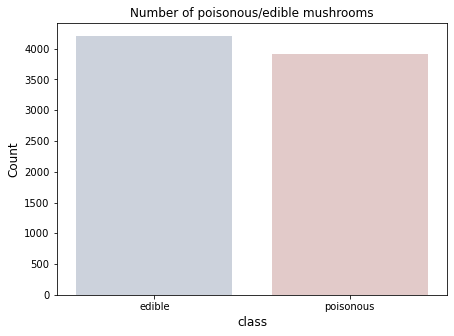 Number of poisonous/edible mushrooms
Count
4000
3500
3000
2500
2000
1500
1000
500
0
edible poisonous
class